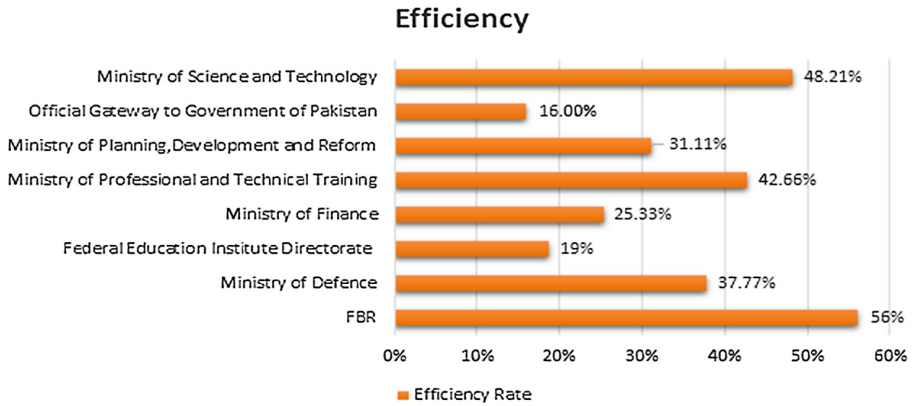 Efficiency
Ministry of Science and Technology 48.21%
Official Gateway to Government of Pakistan 16.00%
Ministry of Planning,Development and Reform 31.11%
Ministry of Professional and Technical Training 42.66%
Ministry of Finance 25.33%
Federal Education Institute Directorate 19%
Ministry of Defence 37.77%
FBR 56%
0% 10% 20% 30% 40% 50% 60%
Efficiency Rate